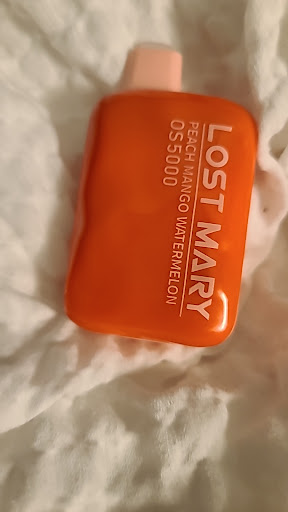 LOST MARY
PEACH MANGO WATERMELON
OS5000